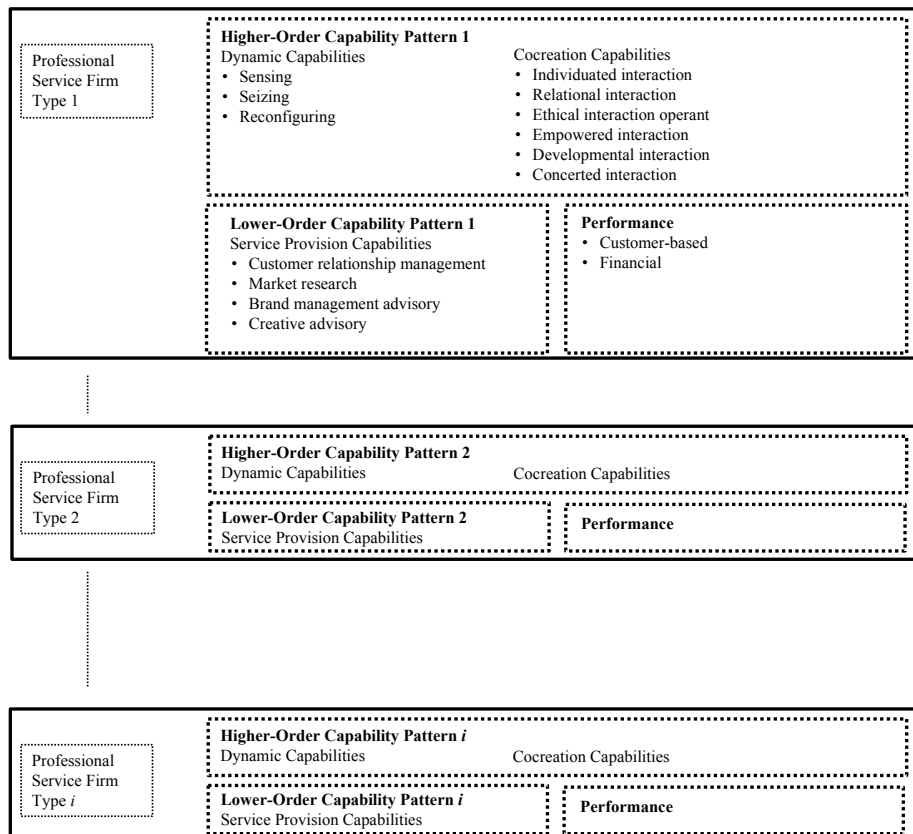 Professional
Service Firm
Type 1
Higher-Order Capability Pattern 1
Dynamic Capabilities
• Sensing
• Seizing
• Reconfiguring
Cocreation Capabilities
• Individuated interaction
• Relational interaction
• Ethical interaction operant
• Empowered interaction
• Developmental interaction
• Concerted interaction
Lower-Order Capability Pattern 1
Service Provision Capabilities
• Customer relationship management
• Market research
• Brand management advisory
• Creative advisory
Performance
• Customer-based
• Financial
Professional
Service Firm
Type 2
Higher-Order Capability Pattern 2
Dynamic Capabilities
Cocreation Capabilities
Lower-Order Capability Pattern 2
Service Provision Capabilities
Performance
Professional
Service Firm
Type i
Higher-Order Capability Pattern i
Dynamic Capabilities
Cocreation Capabilities
Lower-Order Capability Pattern i
Service Provision Capabilities
Performance